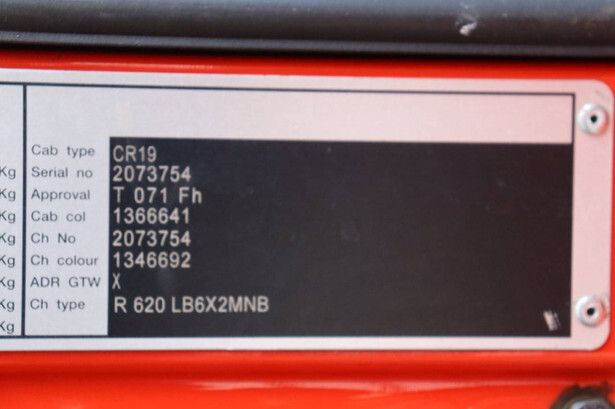 Cab type CR19
Kg Serial no 2073754
Kg Approval T 071 Fh
Kg Cab col 1366641
Kg Ch No 2073754
Kg Ch colour 1346692
Kg ADR GTW X
Kg Ch type R 620 LB6X2MNB
Kg